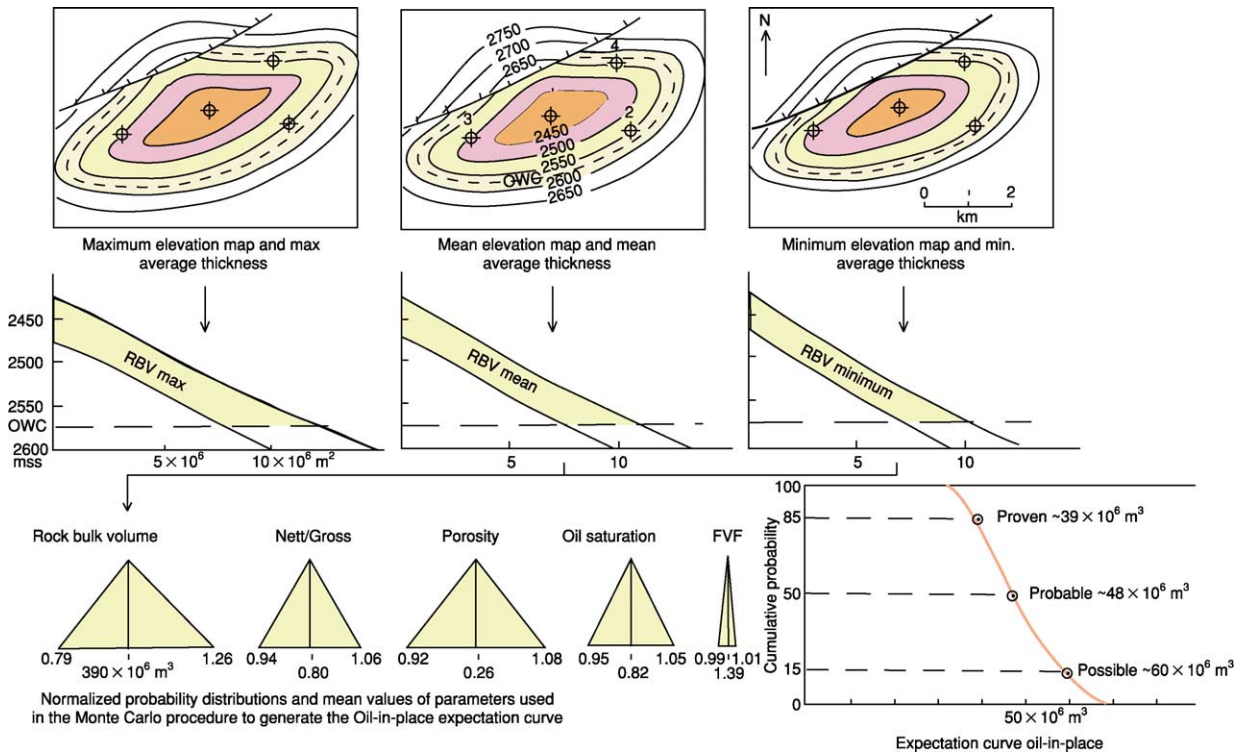 2750
2700
2650
4
3
2
2450
2500
2550
OWC 2600
2650
N
0 2
km
Maximum elevation map and max
average thickness
Mean elevation map and mean
average thickness
Minimum elevation map and min.
average thickness
2450
2500
2550
OWC
2600
mss
RBV max
5 × 10⁶ 10 × 10⁶ m²
RBV mean
5 10
RBV minimum
5 10
Rock bulk volume
0.79 1.26
390 × 10⁶ m³
Nett/Gross
0.94 1.06
0.80
Porosity
0.92 1.08
0.26
Oil saturation
0.95 1.05
0.82
FVF
0.99 1.01
1.39
Normalized probability distributions and mean values of parameters used
in the Monte Carlo procedure to generate the Oil-in-place expectation curve
Cumulative probability
100
85
50
15
0
Proven ~39 × 10⁶ m³
Probable ~48 × 10⁶ m³
Possible ~60 × 10⁶ m³
50 × 10⁶ m³
Expectation curve oil-in-place